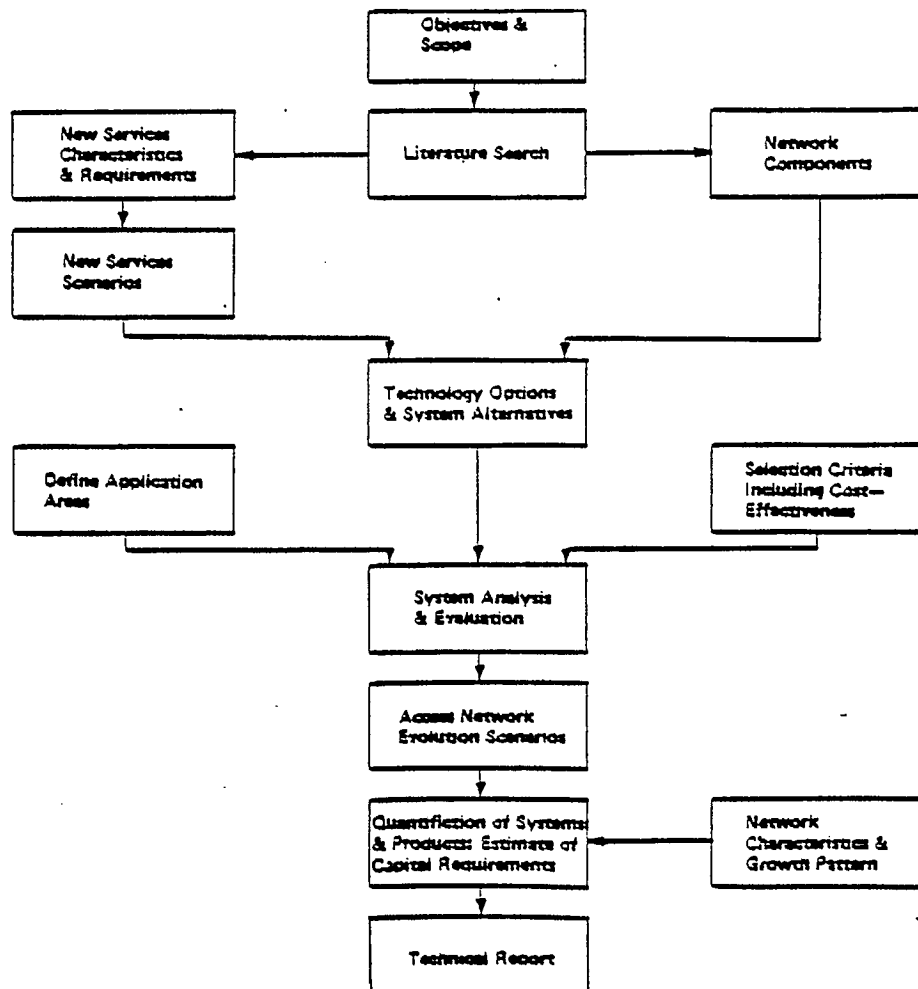 Objectives &
Scope
New Services
Characteristics
& Requirements
Literature Search
Network
Components
New Services
Scenarios
Technology Options
& System Alternatives
Define Application
Areas
Selection Criteria
Including Cost—
Effectiveness
System Analysis
& Evaluation
Access Network
Evolution Scenarios
Quantifiction of Systems
& Products: Estimate of
Capital Requirements
Network
Characteristics &
Growth Pattern
Technical Report